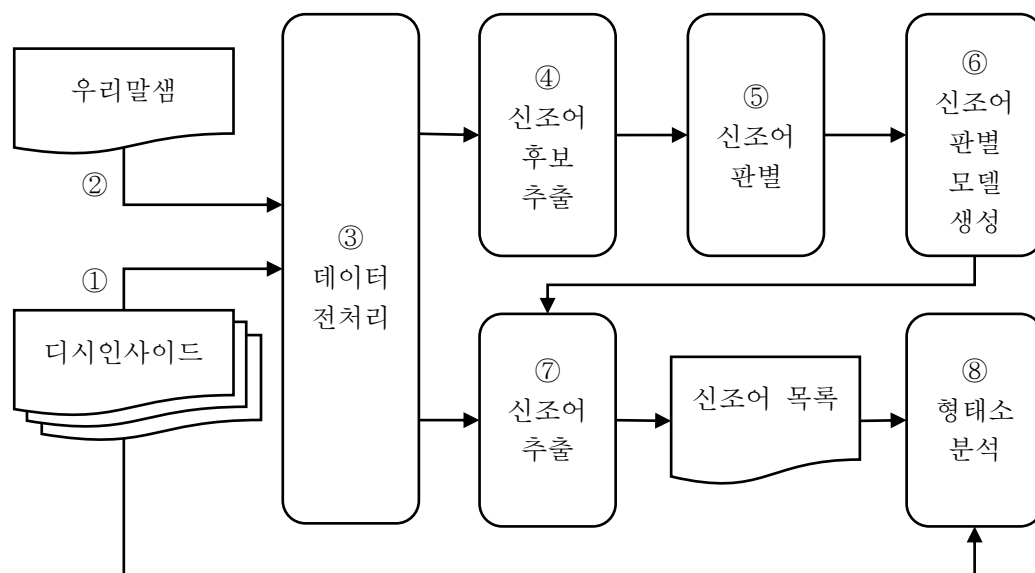 우리말샘
②
①
디시인사이드
③
데이터
전처리
④
신조어
후보
추출
⑤
신조어
판별
⑥
신조어
판별
모델
생성
⑦
신조어
추출
신조어 목록
⑧
형태소
분석